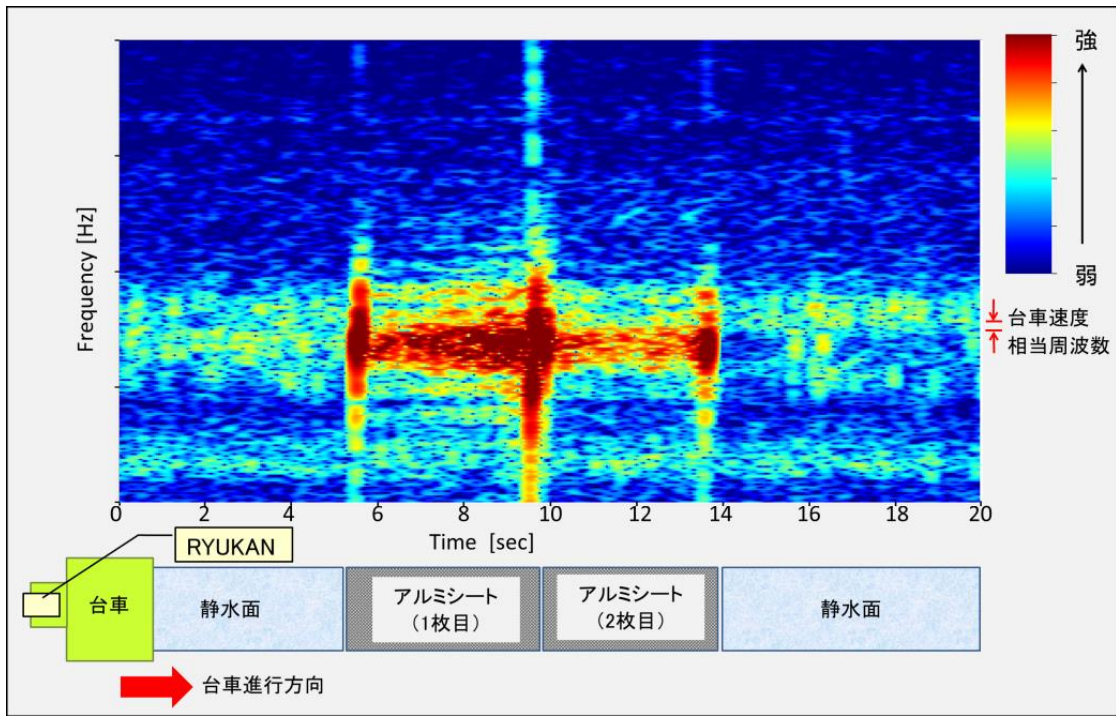 強
弱
台車速度
相当周波数
Frequency [Hz]
0 2 4 6 8 10 12 14 16 18 20
Time [sec]
RYUKAN
台車
静水面
アルミシート
(1枚目)
アルミシート
(2枚目)
静水面
台車進行方向